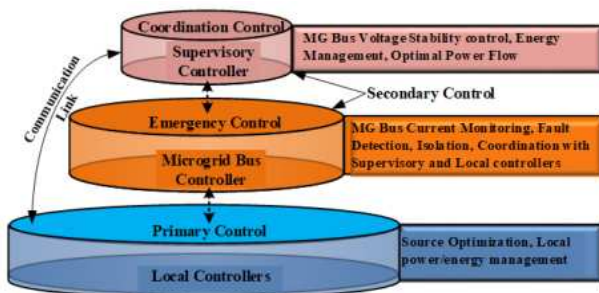 Coordination Control
Supervisory
Controller
MG Bus Voltage Stability control, Energy
Management, Optimal Power Flow
Communication
Link
Secondary Control
Emergency Control
Microgrid Bus
Controller
MG Bus Current Monitoring, Fault
Detection, Isolation, Coordination with
Supervisory and Local controllers
Primary Control
Local Controllers
Source Optimization, Local
power/energy management